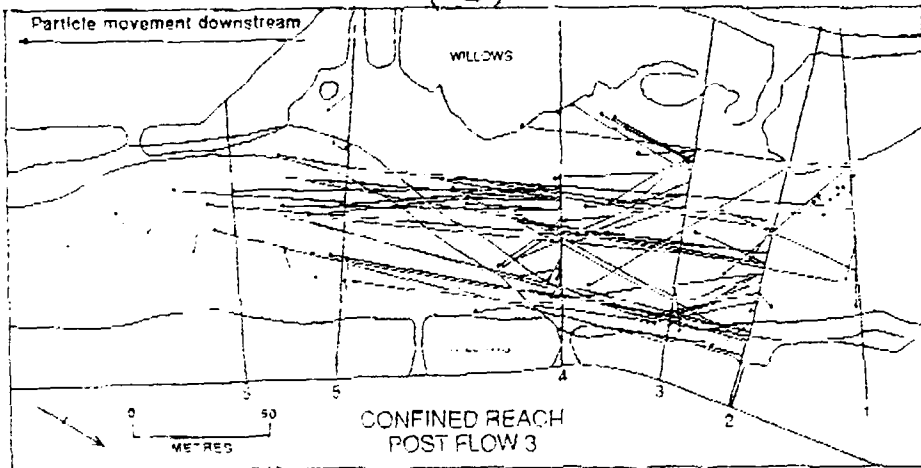 Particle movement downstream
WILLOWS
5
4
3
2
1
0 50
METRES
CONFINED REACH
POST FLOW 3